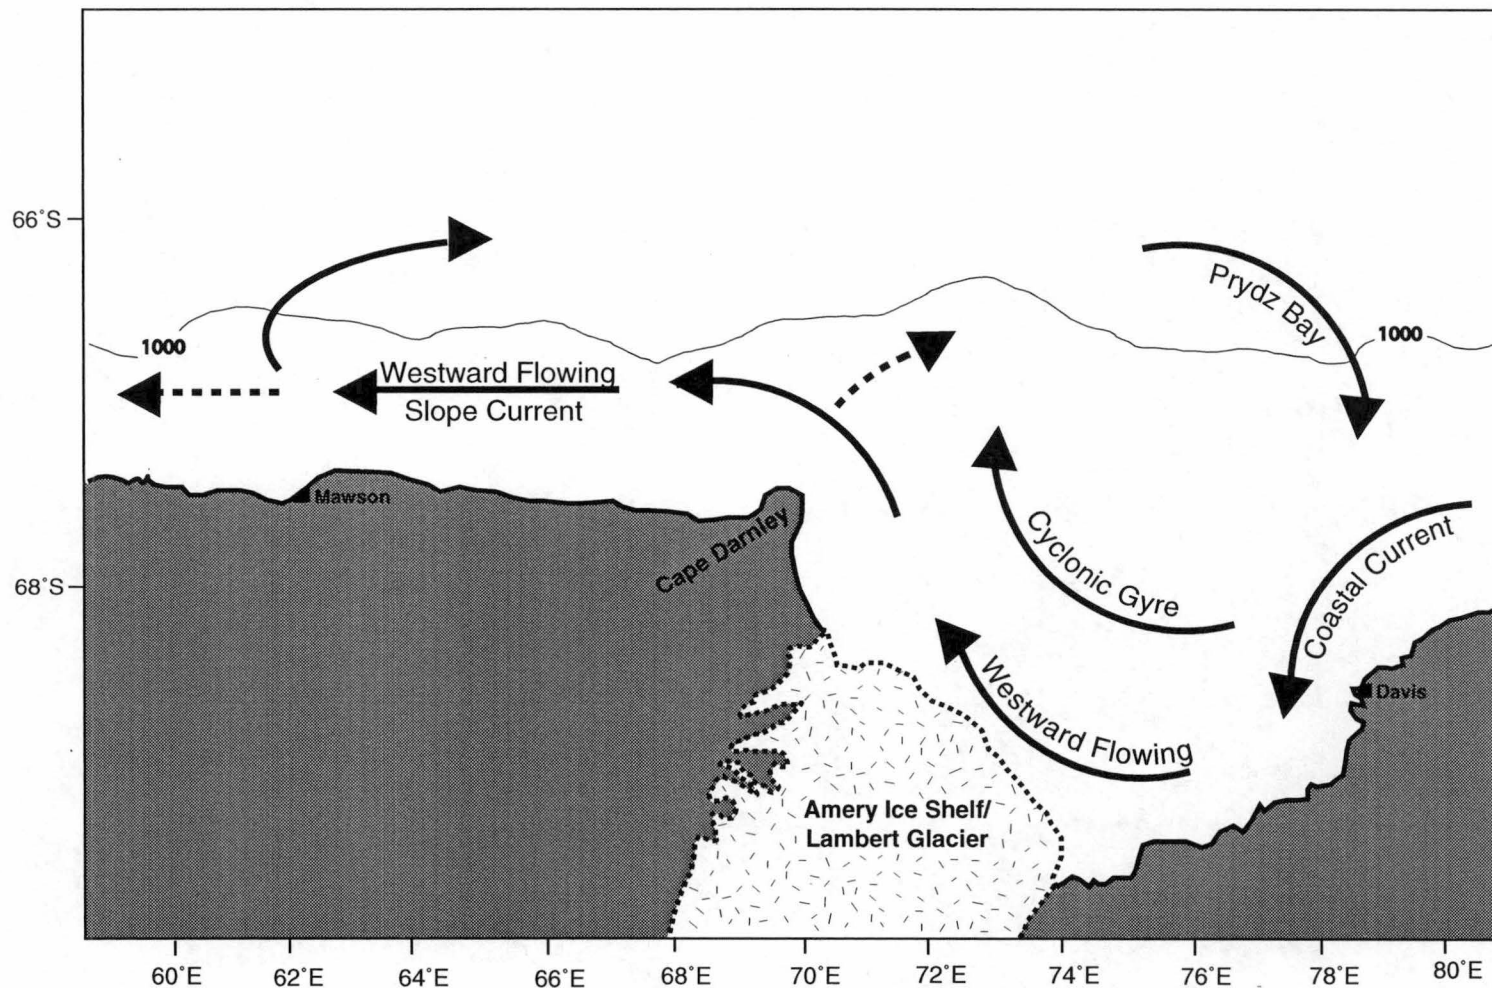 66°S
Prydz Bay
1000
1000
Westward Flowing
Slope Current
Mawson
Cape Darnley
Cyclonic Gyre
Coastal Current
68°S
Westward Flowing
Davis
Amery Ice Shelf/
Lambert Glacier
60°E 62°E 64°E 66°E 68°E 70°E 72°E 74°E 76°E 78°E 80°E